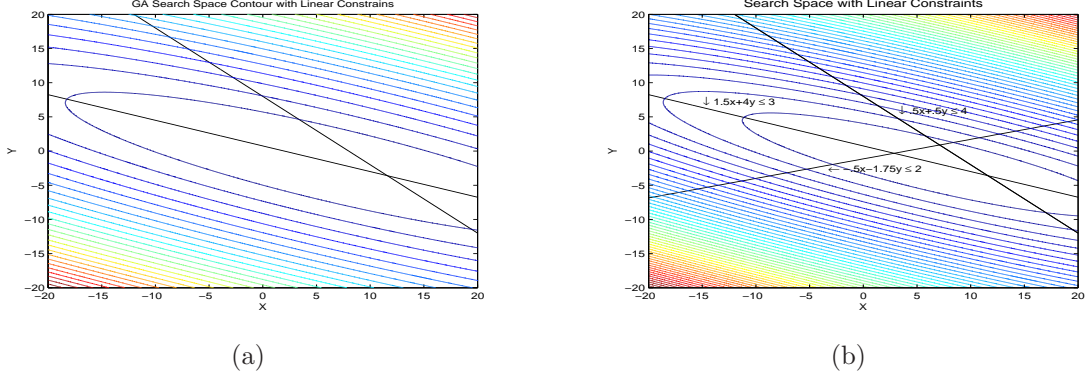 GA Search Space Contour with Linear Constrains
20
15
10
5
0
−5
−10
−15
−20
Y
−20 −15 −10 −5 0 5 10 15 20
X
(a)
Search Space with Linear Constraints
20
15
10
5
0
−5
−10
−15
−20
Y
↓ 1.5x+4y ≤ 3
↓ .5x+.5y ≤ 4
← −.5x−1.75y ≤ 2
−20 −15 −10 −5 0 5 10 15 20
X
(b)